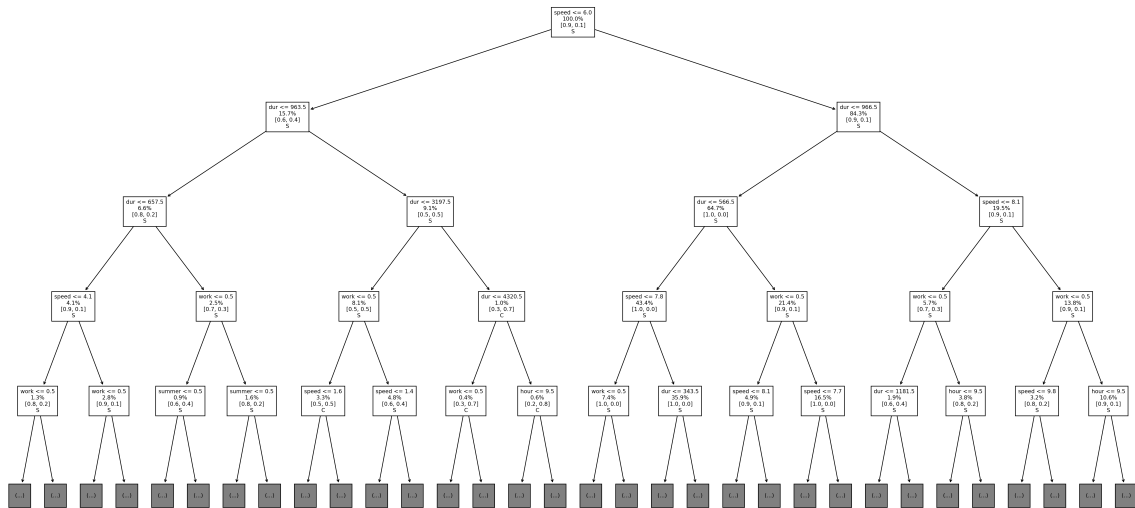 speed <= 6.0
100.0%
[0.9, 0.1]
S
dur <= 963.5
15.7%
[0.6, 0.4]
S
dur <= 966.5
84.3%
[0.9, 0.1]
S
dur <= 657.5
6.6%
[0.8, 0.2]
S
dur <= 3197.5
9.1%
[0.5, 0.5]
S
dur <= 566.5
64.7%
[1.0, 0.0]
S
speed <= 8.1
19.5%
[0.9, 0.1]
S
speed <= 4.1
4.1%
[0.9, 0.1]
S
work <= 0.5
2.5%
[0.7, 0.3]
S
work <= 0.5
8.1%
[0.5, 0.5]
S
dur <= 4320.5
1.0%
[0.3, 0.7]
C
speed <= 7.8
43.4%
[1.0, 0.0]
S
work <= 0.5
21.4%
[0.9, 0.1]
S
work <= 0.5
5.7%
[0.7, 0.3]
S
work <= 0.5
13.8%
[0.9, 0.1]
S
work <= 0.5
1.3%
[0.8, 0.2]
S
work <= 0.5
2.8%
[0.9, 0.1]
S
summer <= 0.5
0.9%
[0.6, 0.4]
S
summer <= 0.5
1.6%
[0.8, 0.2]
S
speed <= 1.6
3.3%
[0.5, 0.5]
C
speed <= 1.4
4.8%
[0.6, 0.4]
S
work <= 0.5
0.4%
[0.3, 0.7]
C
hour <= 9.5
0.6%
[0.2, 0.8]
C
work <= 0.5
7.4%
[1.0, 0.0]
S
dur <= 343.5
35.9%
[1.0, 0.0]
S
speed <= 8.1
4.9%
[0.9, 0.1]
S
speed <= 7.7
16.5%
[1.0, 0.0]
S
dur <= 1181.5
1.9%
[0.6, 0.4]
S
hour <= 9.5
3.8%
[0.8, 0.2]
S
speed <= 9.8
3.2%
[0.8, 0.2]
S
hour <= 9.5
10.6%
[0.9, 0.1]
S
(...) (...) (...) (...) (...) (...) (...) (...) (...) (...) (...) (...) (...) (...) (...) (...) (...) (...) (...) (...) (...) (...) (...) (...) (...) (...) (...) (...) (...) (...) (...) (...)